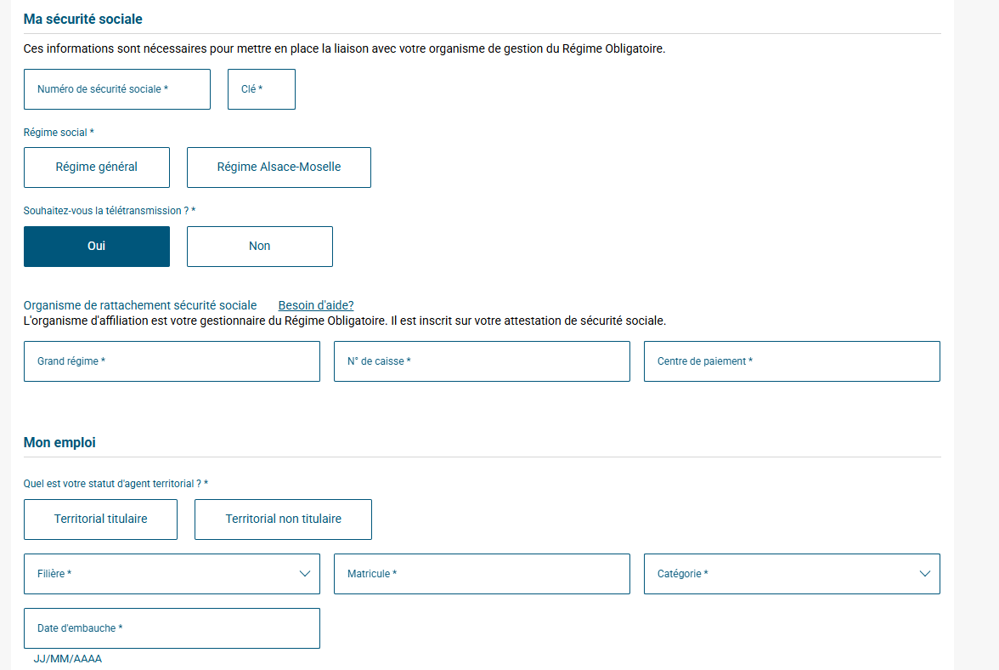 Ma sécurité sociale
Ces informations sont nécessaires pour mettre en place la liaison avec votre organisme de gestion du Régime Obligatoire.
Numéro de sécurité sociale * Clé *
Régime social *
Régime général Régime Alsace-Moselle
Souhaitez-vous la télétransmission ? *
Oui Non
Organisme de rattachement sécurité sociale Besoin d'aide?
L'organisme d'affiliation est votre gestionnaire du Régime Obligatoire. Il est inscrit sur votre attestation de sécurité sociale.
Grand régime * N° de caisse * Centre de paiement *
Mon emploi
Quel est votre statut d'agent territorial ? *
Territorial titulaire Territorial non titulaire
Filière * Matricule * Catégorie *
Date d'embauche *
JJ/MM/AAAA